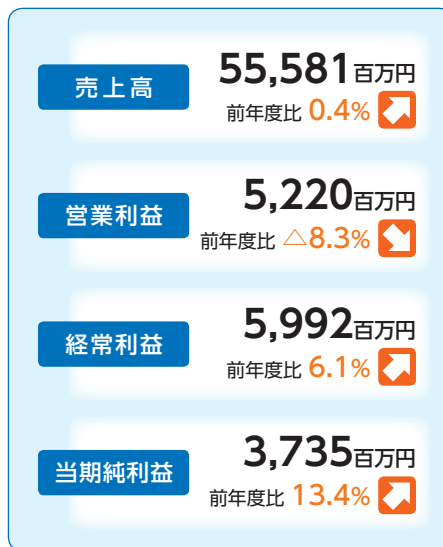 売上高
55,581百万円
前年度比 0.4%
営業利益
5,220百万円
前年度比 △8.3%
経常利益
5,992百万円
前年度比 6.1%
当期純利益
3,735百万円
前年度比 13.4%